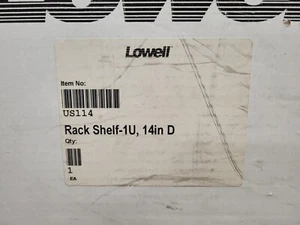 Lowell
Item No:
US114
Rack Shelf-1U, 14in D
Qty:
1
EA